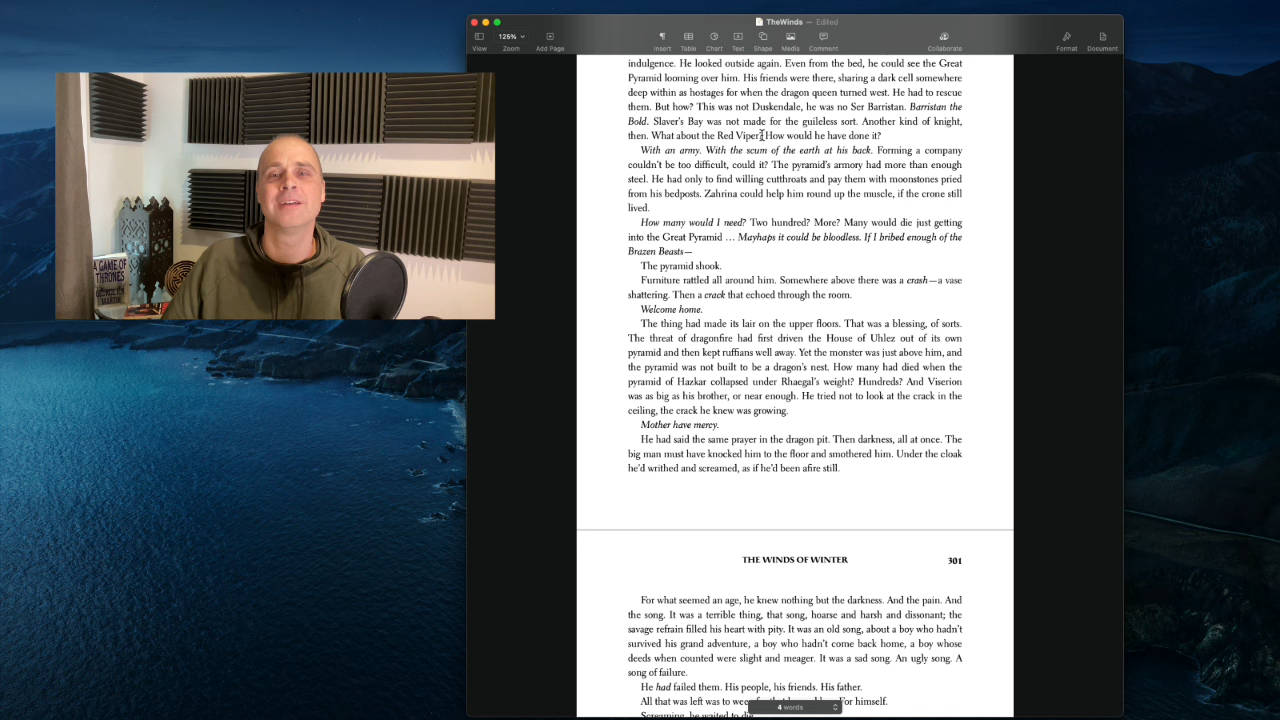 TheWinds — Edited
125%
View
Zoom
Add Page
Insert
Table
Chart
Text
Shape
Media
Comment
Collaborate
Format
Document
indulgence. He looked outside again. Even from the bed, he could see the Great
Pyramid looming over him. His friends were there, sharing a dark cell somewhere
deep within as hostages for when the dragon queen turned west. He had to rescue
them. But how? This was not Duskendale, he was no Ser Barristan. Barristan the
Bold. Slaver's Bay was not made for the guileless sort. Another kind of knight,
then. What about the Red Viper? How would he have done it?
With an army. With the scum of the earth at his back. Forming a company
couldn't be too difficult, could it? The pyramid's armory had more than enough
steel. He had only to find willing cutthroats and pay them with moonstones pried
from his bedposts. Zahrina could help him round up the muscle, if the crone still
lived.
How many would I need? Two hundred? More? Many would die just getting
into the Great Pyramid … Mayhaps it could be bloodless. If I bribed enough of the
Brazen Beasts—
The pyramid shook.
Furniture rattled all around him. Somewhere above there was a crash—a vase
shattering. Then a crack that echoed through the room.
Welcome home.
The thing had made its lair on the upper floors. That was a blessing, of sorts.
The threat of dragonfire had first driven the House of Uhlez out of its own
pyramid and then kept ruffians well away. Yet the monster was just above him, and
the pyramid was not built to be a dragon's nest. How many had died when the
pyramid of Hazkar collapsed under Rhaegal's weight? Hundreds? And Viserion
was as big as his brother, or near enough. He tried not to look at the crack in the
ceiling, the crack he knew was growing.
Mother have mercy.
He had said the same prayer in the dragon pit. Then darkness, all at once. The
big man must have knocked him to the floor and smothered him. Under the cloak
he'd writhed and screamed, as if he'd been afire still.
THE WINDS OF WINTER
301
For what seemed an age, he knew nothing but the darkness. And the pain. And
the song. It was a terrible thing, that song, hoarse and harsh and dissonant; the
savage refrain filled his heart with pity. It was an old song, about a boy who hadn't
survived his grand adventure, a boy who hadn't come back home, a boy whose
deeds when counted were slight and meager. It was a sad song. An ugly song. A
song of failure.
He had failed them. His people, his friends. His father.
All that was left was to For himself.
Screaming, he waited to die
4 words
A GAME OF
THRONES
GEORGE R.R.
MARTIN